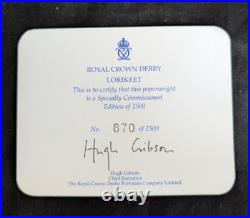 ROYAL CROWN DERBY
LORIKEET
This is to certify that this paperweight
is a Specially Commissioned
Edition of 2500
No. 870 of 2500
Hugh Gibson
Hugh Gibson
Chief Executive
The Royal Crown Derby Porcelain Company Limited.